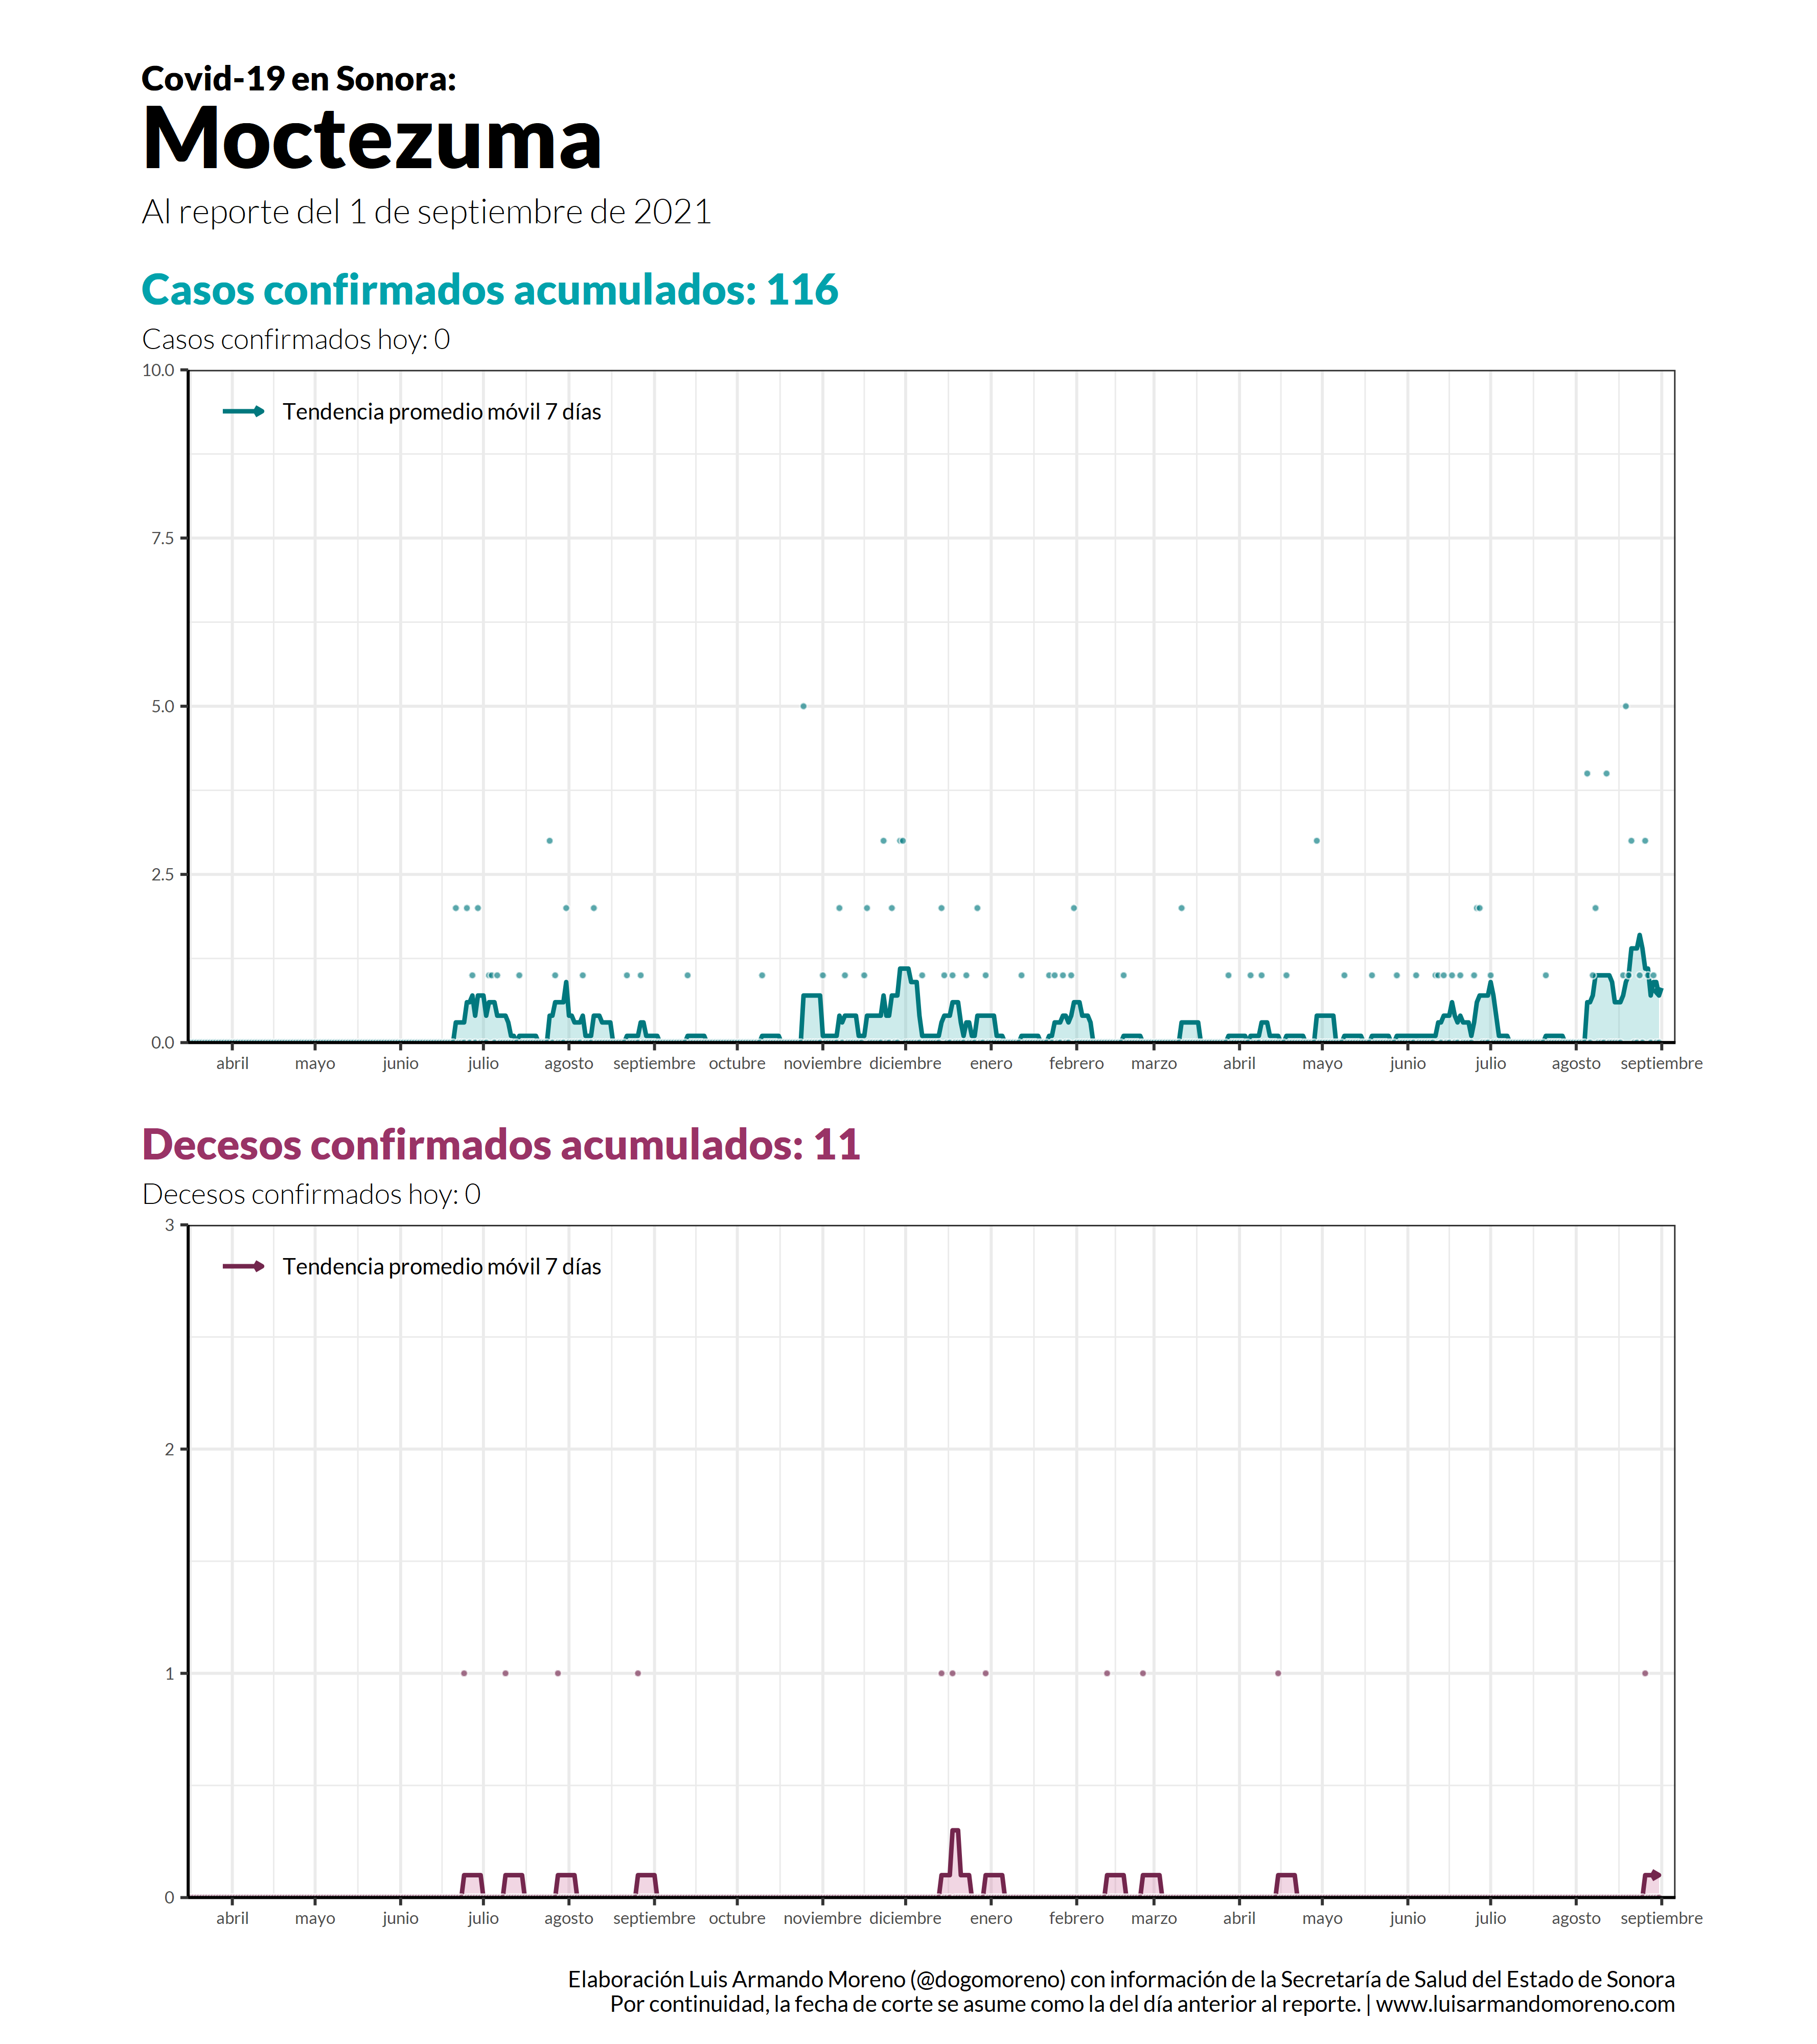 Covid-19 en Sonora:
Moctezuma
Al reporte del 1 de septiembre de 2021
Casos confirmados acumulados: 116
Casos confirmados hoy: 0
10.0
Tendencia promedio móvil 7 días
7.5
5.0
2.5
0.0
abril mayo junio julio agosto septiembre octubre noviembre diciembre enero febrero marzo abril mayo junio julio agosto septiembre
Decesos confirmados acumulados: 11
Decesos confirmados hoy: 0
3
Tendencia promedio móvil 7 días
2
1
0
abril mayo junio julio agosto septiembre octubre noviembre diciembre enero febrero marzo abril mayo junio julio agosto septiembre
Elaboración Luis Armando Moreno (@dogomoreno) con información de la Secretaría de Salud del Estado de Sonora
Por continuidad, la fecha de corte se asume como la del día anterior al reporte. | www.luisarmandomoreno.com